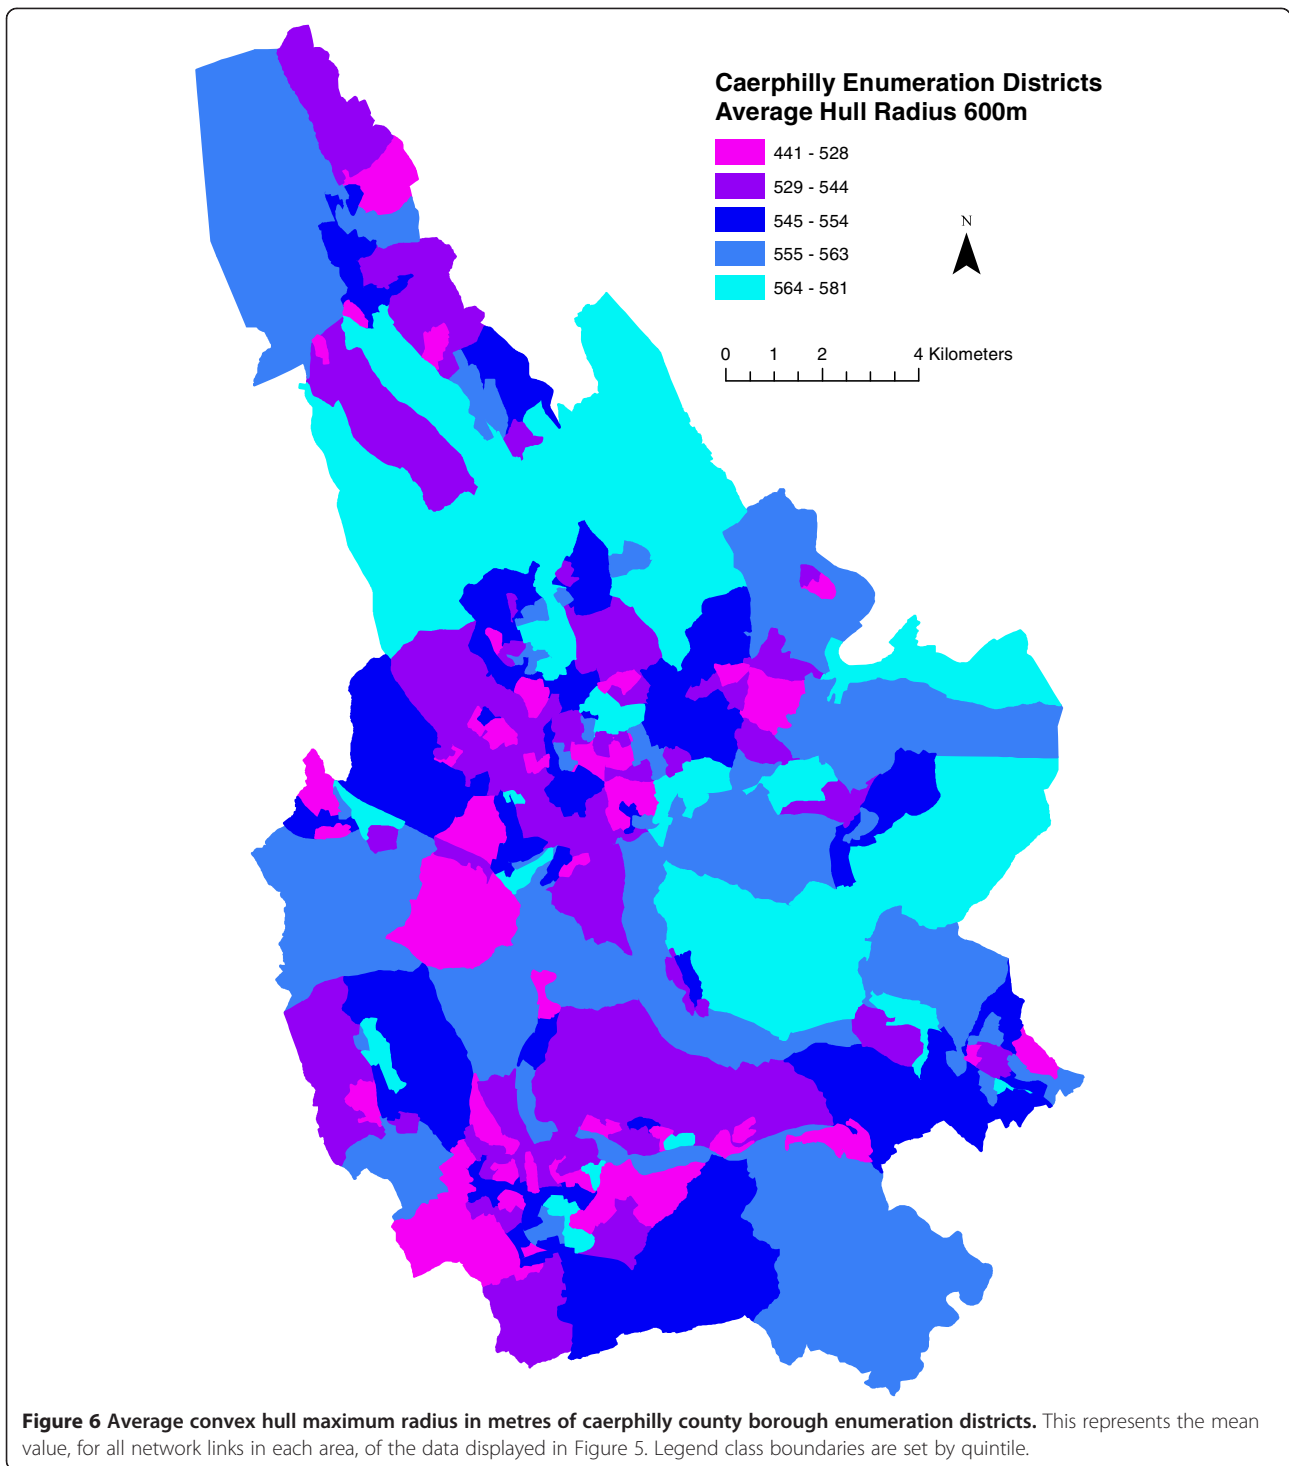 Caerphilly Enumeration Districts
Average Hull Radius 600m
441 - 528
529 - 544
545 - 554
555 - 563
564 - 581
N
0 1 2 4 Kilometers
Figure 6 Average convex hull maximum radius in metres of caerphilly county borough enumeration districts. This represents the mean
value, for all network links in each area, of the data displayed in Figure 5. Legend class boundaries are set by quintile.